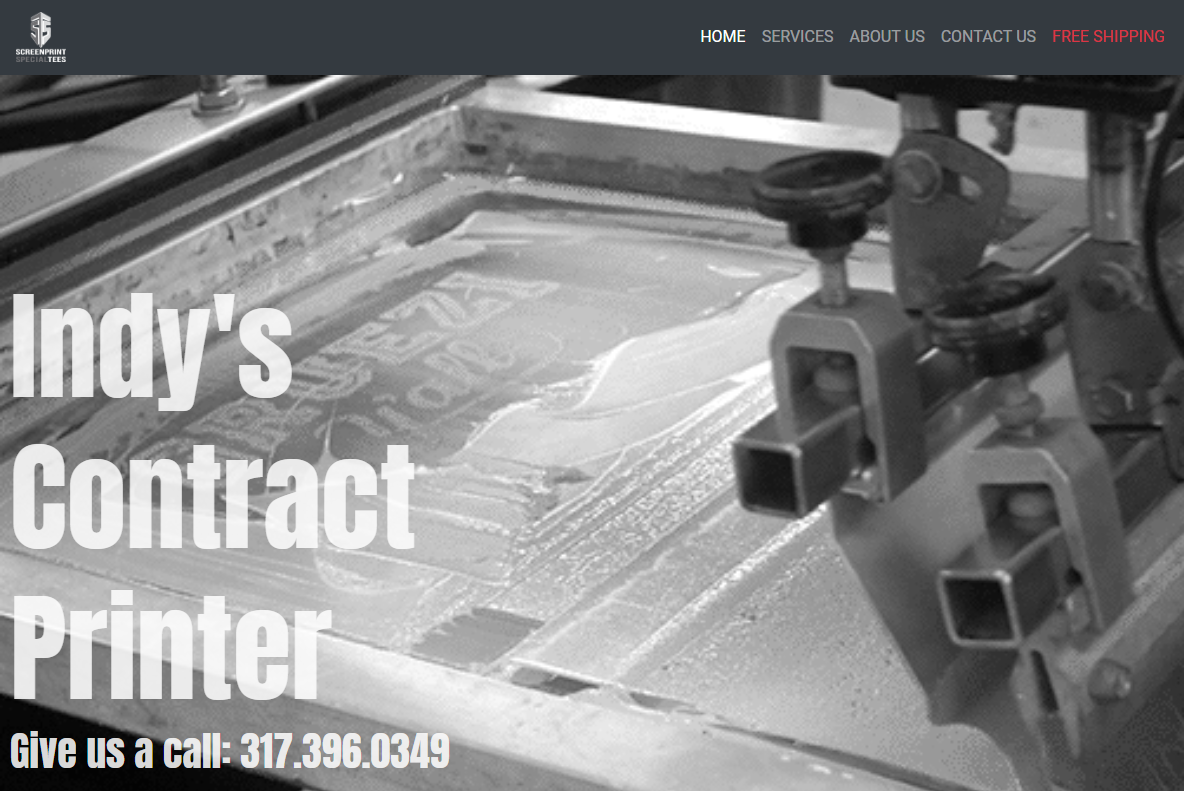 SCREENPRINT
SPECIALTEES
HOME
SERVICES
ABOUT US
CONTACT US
FREE SHIPPING
Indy's
Contract
Printer
Give us a call: 317.396.0349